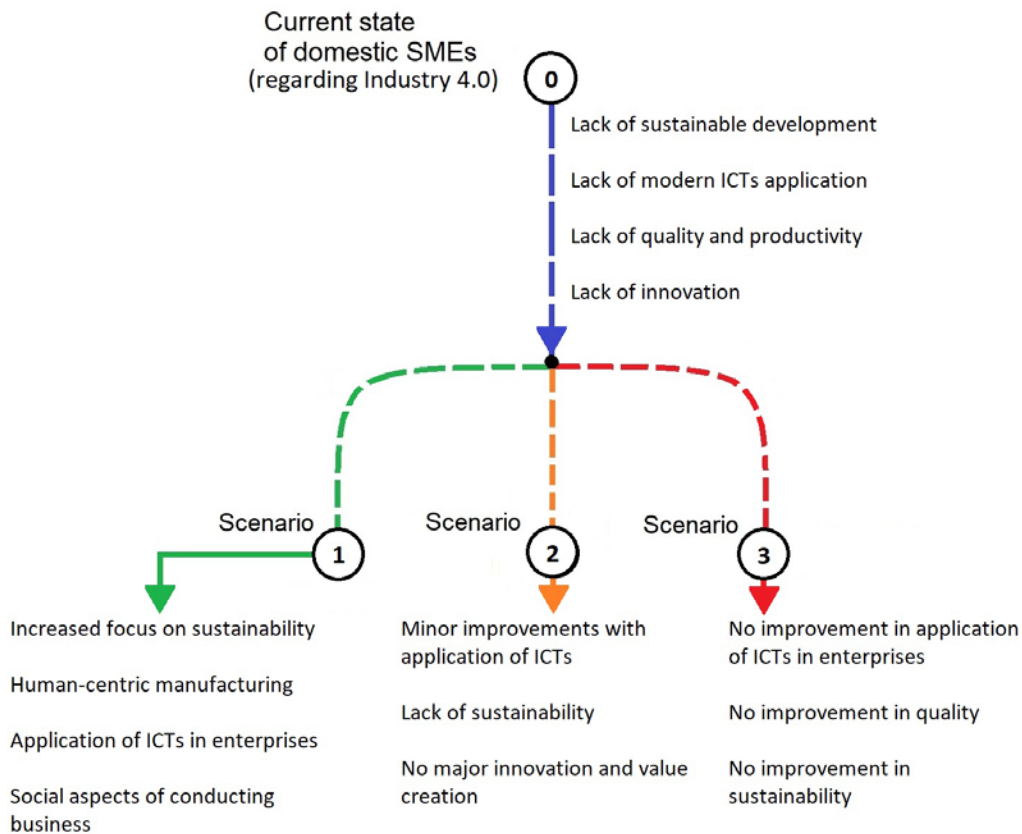 Current state
of domestic SMEs
(regarding Industry 4.0)
0
Lack of sustainable development
Lack of modern ICTs application
Lack of quality and productivity
Lack of innovation
Scenario
1
Increased focus on sustainability
Human-centric manufacturing
Application of ICTs in enterprises
Social aspects of conducting
business
Scenario
2
Minor improvements with
application of ICTs
Lack of sustainability
No major innovation and value
creation
Scenario
3
No improvement in application
of ICTs in enterprises
No improvement in quality
No improvement in
sustainability